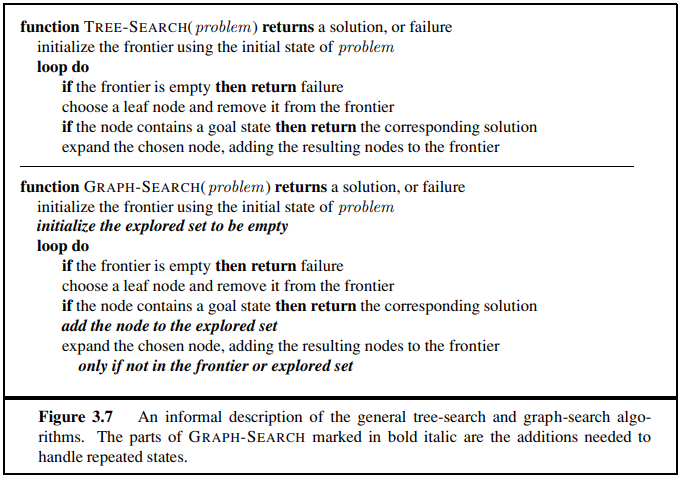 function TREE-SEARCH(problem) returns a solution, or failure
initialize the frontier using the initial state of problem
loop do
if the frontier is empty then return failure
choose a leaf node and remove it from the frontier
if the node contains a goal state then return the corresponding solution
expand the chosen node, adding the resulting nodes to the frontier
function GRAPH-SEARCH(problem) returns a solution, or failure
initialize the frontier using the initial state of problem
initialize the explored set to be empty
loop do
if the frontier is empty then return failure
choose a leaf node and remove it from the frontier
if the node contains a goal state then return the corresponding solution
add the node to the explored set
expand the chosen node, adding the resulting nodes to the frontier
only if not in the frontier or explored set
Figure 3.7 An informal description of the general tree-search and graph-search algo-
rithms. The parts of GRAPH-SEARCH marked in bold italic are the additions needed to
handle repeated states.